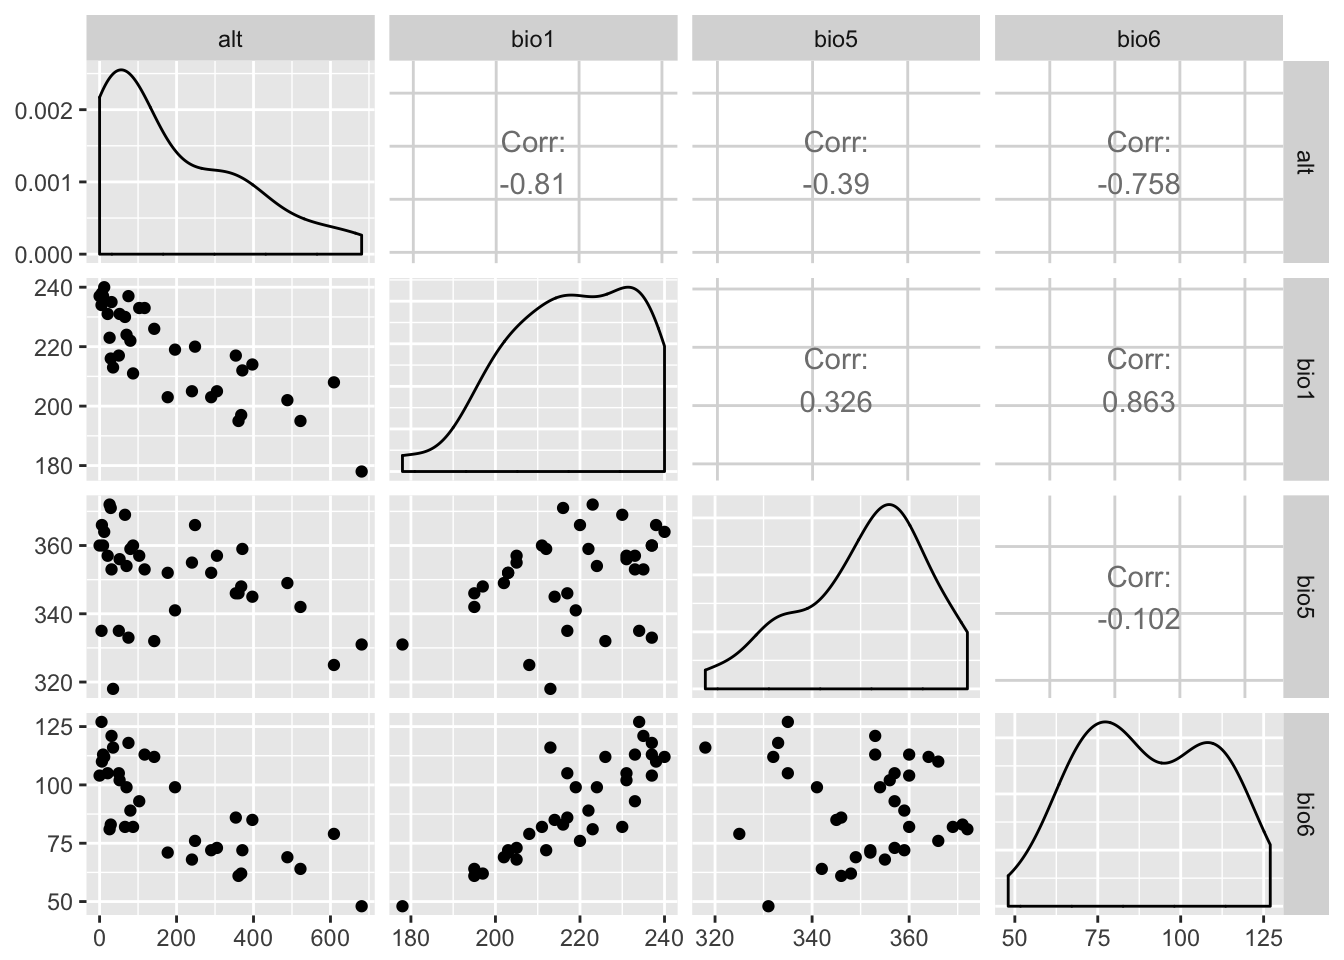 alt bio1 bio5 bio6
0.002
0.001
0.000
Corr:
-0.81
Corr:
-0.39
Corr:
-0.758
alt
240
220
200
180
Corr:
0.326
Corr:
0.863
bio1
360
340
320
Corr:
-0.102
bio5
125
100
75
50
bio6
0 200 400 600 180 200 220 240 320 340 360 50 75 100 125